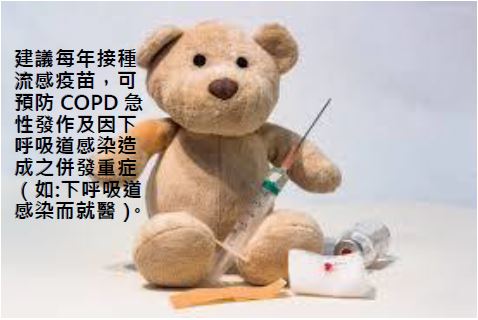 建議每年接種
流感疫苗，可
預防 COPD 急
性發作及因下
呼吸道感染造
成之併發重症
（如:下呼吸道
感染而就醫）。